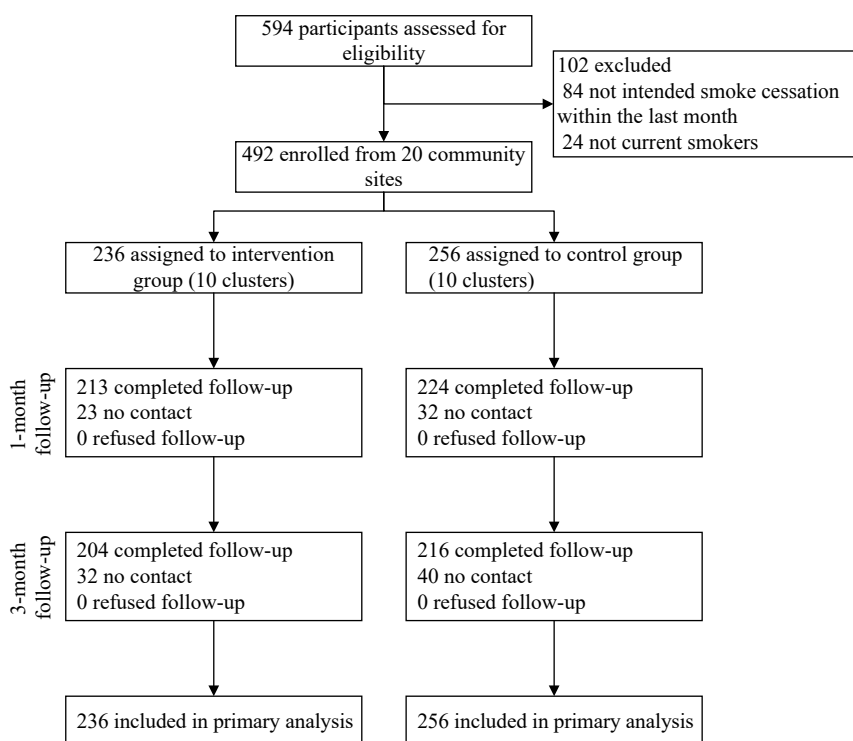 594 participants assessed for
eligibility
102 excluded
84 not intended smoke cessation
within the last month
24 not current smokers
492 enrolled from 20 community
sites
236 assigned to intervention
group (10 clusters)
256 assigned to control group
(10 clusters)
1-month
follow-up
213 completed follow-up
23 no contact
0 refused follow-up
224 completed follow-up
32 no contact
0 refused follow-up
3-month
follow-up
204 completed follow-up
32 no contact
0 refused follow-up
216 completed follow-up
40 no contact
0 refused follow-up
236 included in primary analysis
256 included in primary analysis